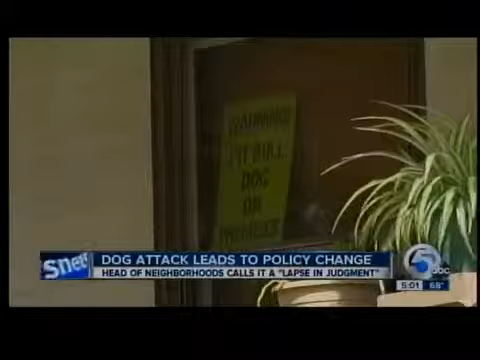 WARNING
PIT BULL
DOG
ON
PREMISES
DOG ATTACK LEADS TO POLICY CHANGE
HEAD OF NEIGHBORHOODS CALLS IT A "LAPSE IN JUDGMENT"
5 abc
5:01 68°